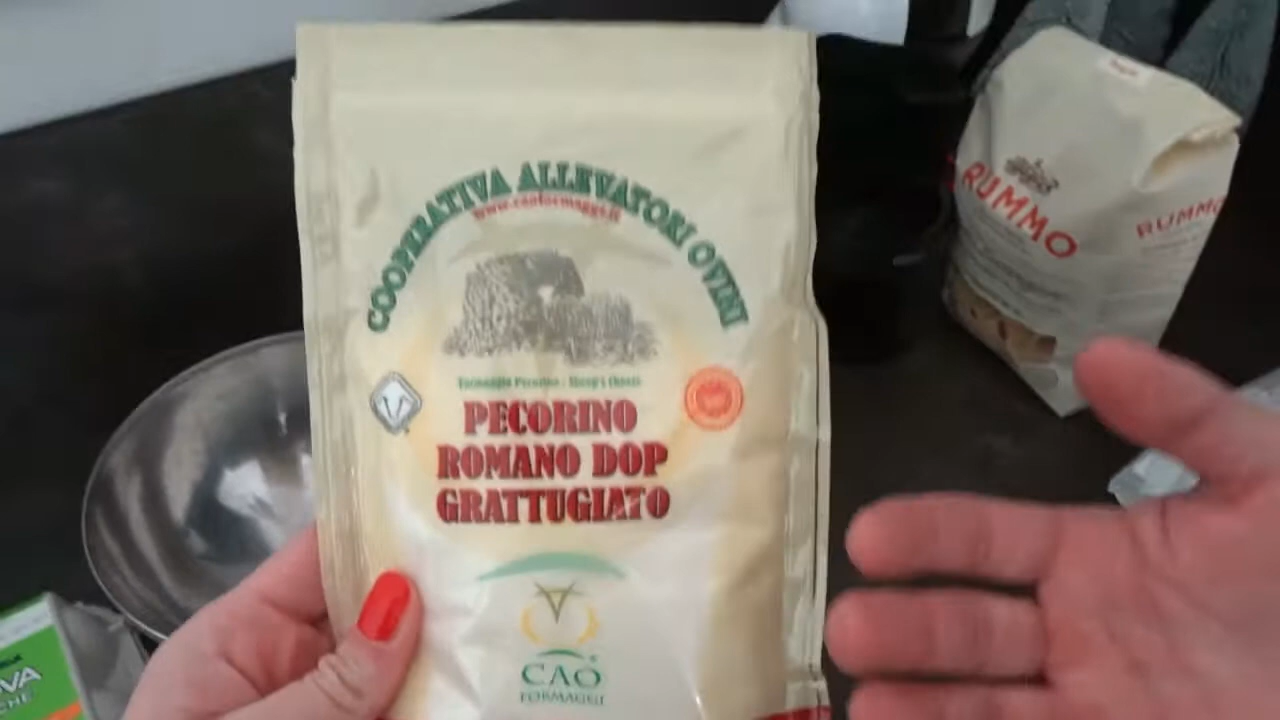 COOPERATIVA ALLEVATORI OVINI
www.caoformaggi.it
Formaggio Pecorino - Sheep's Cheese
PECORINO
ROMANO DOP
GRATTUGIATO
CAO
FORMAGGI
RUMMO
RUMMO